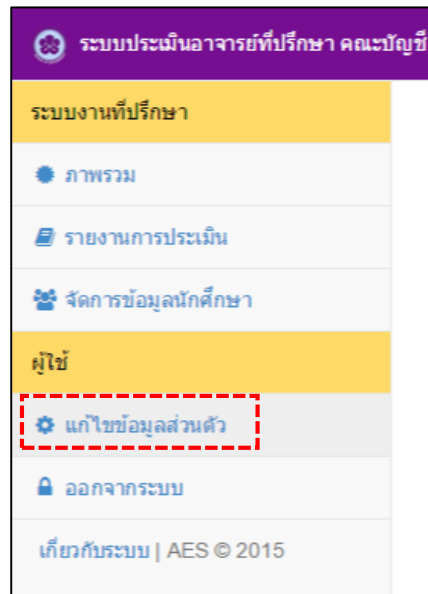 ระบบประเมินอาจารย์ที่ปรึกษา คณะบัญชี
ระบบงานที่ปรึกษา
ภาพรวม
รายงานการประเมิน
จัดการข้อมูลนักศึกษา
ผู้ใช้
แก้ไขข้อมูลส่วนตัว
ออกจากระบบ
เกี่ยวกับระบบ | AES © 2015